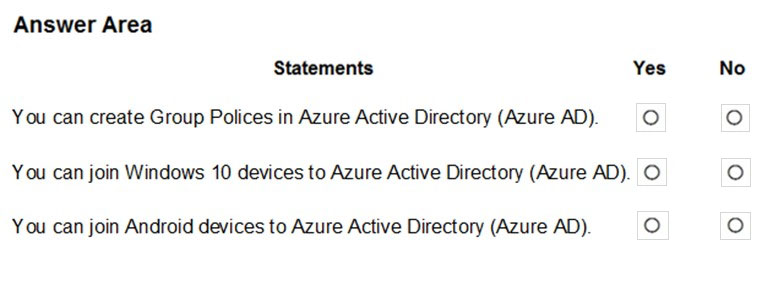 Answer Area
Statements Yes No
You can create Group Polices in Azure Active Directory (Azure AD).
You can join Windows 10 devices to Azure Active Directory (Azure AD).
You can join Android devices to Azure Active Directory (Azure AD).